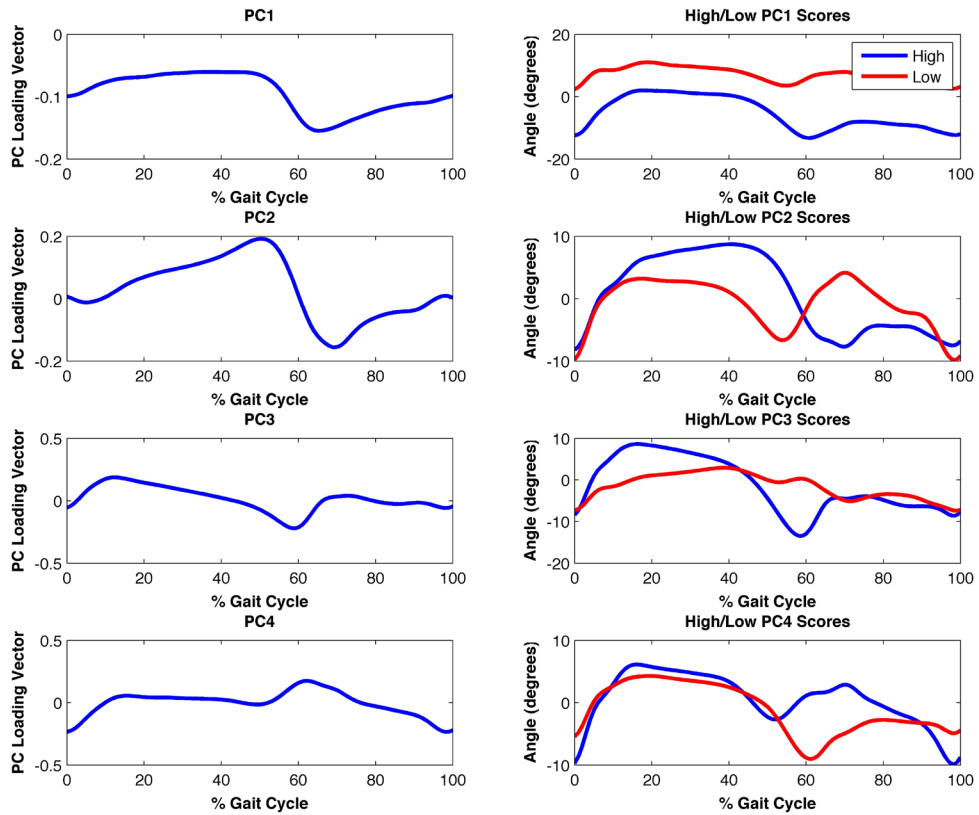 PC1
PC Loading Vector
0
-0.1
-0.2
0 20 40 60 80 100
% Gait Cycle
High/Low PC1 Scores
Angle (degrees)
20
0
-20
High
Low
0 20 40 60 80 100
% Gait Cycle
PC2
PC Loading Vector
0.2
0
-0.2
0 20 40 60 80 100
% Gait Cycle
High/Low PC2 Scores
Angle (degrees)
10
0
-10
0 20 40 60 80 100
% Gait Cycle
PC3
PC Loading Vector
0.5
0
-0.5
0 20 40 60 80 100
% Gait Cycle
High/Low PC3 Scores
Angle (degrees)
10
0
-10
-20
0 20 40 60 80 100
% Gait Cycle
PC4
PC Loading Vector
0.5
0
-0.5
0 20 40 60 80 100
% Gait Cycle
High/Low PC4 Scores
Angle (degrees)
10
0
-10
0 20 40 60 80 100
% Gait Cycle